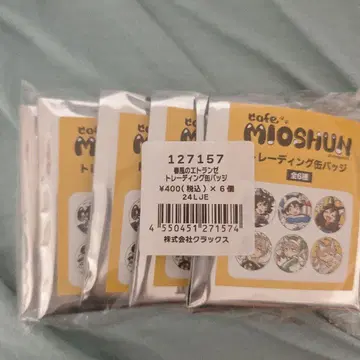 cafe
MIOSHUN
トレーディング缶バッジ
全6種
127157
春風のエトランゼ
トレーディング缶バッジ
¥400(税込)×6個
24LJE
4 550451 271574
株式会社クラックス